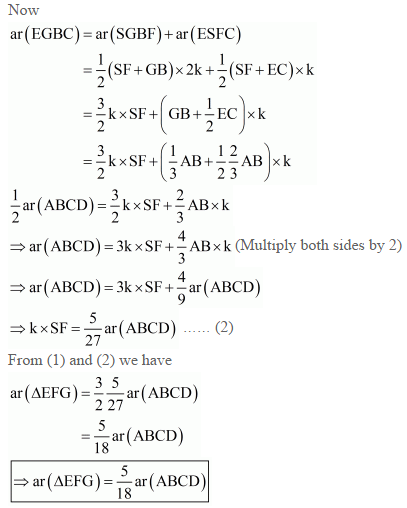 Now
ar(EGBC) = ar(SGBF) + ar(ESFC)
= 1/2 (SF + GB) × 2k + 1/2 (SF + EC) × k
= 3/2 k × SF + (GB + 1/2 EC) × k
= 3/2 k × SF + (1/3 AB + 1/2 2/3 AB) × k
1/2 ar(ABCD) = 3/2 k × SF + 2/3 AB × k
⇒ ar(ABCD) = 3k × SF + 4/3 AB × k (Multiply both sides by 2)
⇒ ar(ABCD) = 3k × SF + 4/9 ar(ABCD)
⇒ k × SF = 5/27 ar(ABCD) ...... (2)
From (1) and (2) we have
ar(ΔEFG) = 3/2 5/27 ar(ABCD)
= 5/18 ar(ABCD)
⇒ ar(ΔEFG) = 5/18 ar(ABCD)